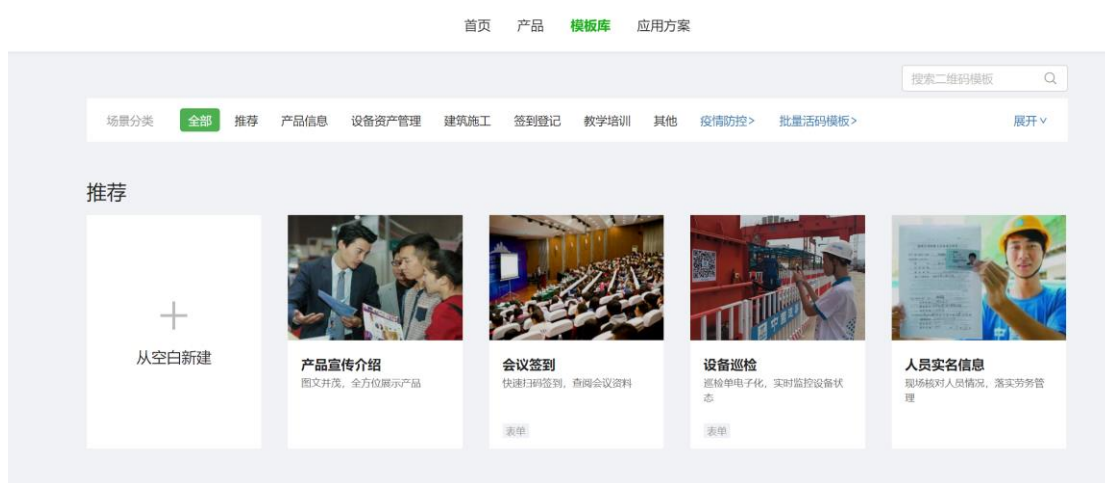 首页 产品 模板库 应用方案
搜索二维码模板
场景分类 全部 推荐 产品信息 设备资产管理 建筑施工 签到登记 教学培训 其他 疫情防控> 批量活码模板> 展开
推荐
从空白新建
产品宣传介绍
图文并茂，全方位展示产品
会议签到
快速扫码签到，查阅会议资料
表单
设备巡检
巡检单电子化，实时监控设备状
态
表单
人员实名信息
现场核对人员情况，落实劳务管
理